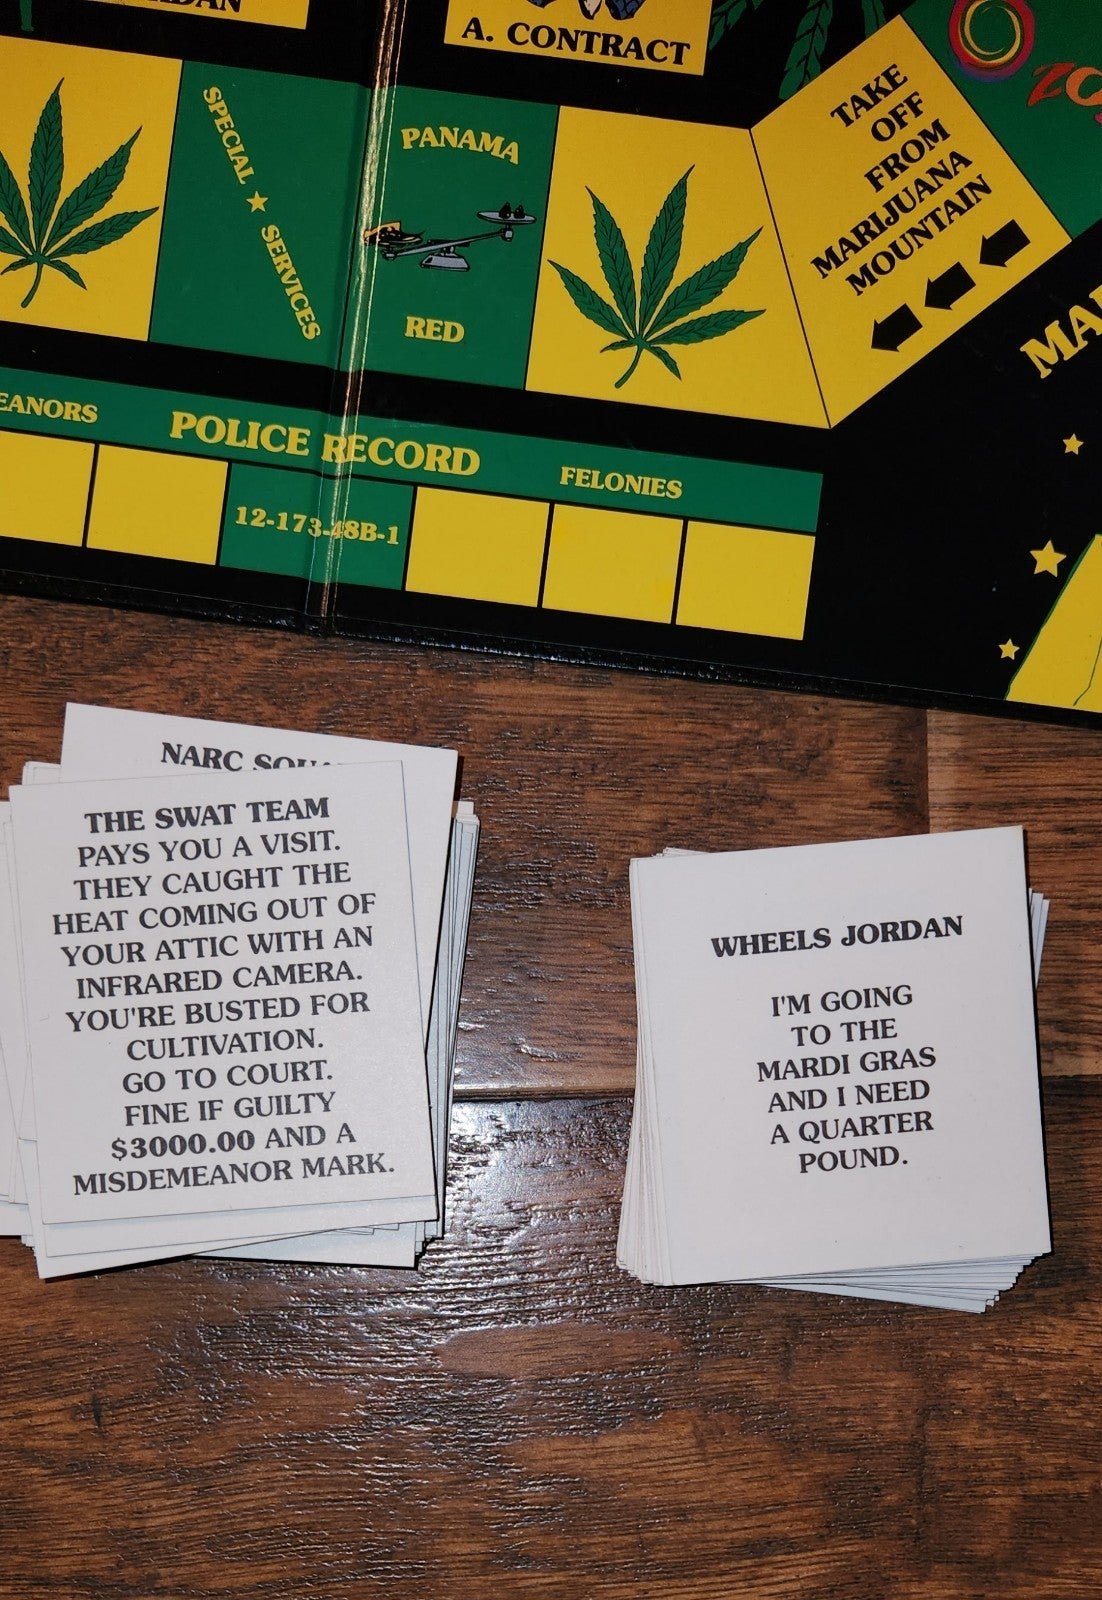 A. CONTRACT
SPECIAL ★ SERVICES
PANAMA
RED
TAKE
OFF
FROM
MARIJUANA
MOUNTAIN
POLICE RECORD
FELONIES
12-173-48B-1
NARC
THE SWAT TEAM
PAYS YOU A VISIT.
THEY CAUGHT THE
HEAT COMING OUT OF
YOUR ATTIC WITH AN
INFRARED CAMERA.
YOU'RE BUSTED FOR
CULTIVATION.
GO TO COURT.
FINE IF GUILTY
$3000.00 AND A
MISDEMEANOR MARK.
WHEELS JORDAN
I'M GOING
TO THE
MARDI GRAS
AND I NEED
A QUARTER
POUND.